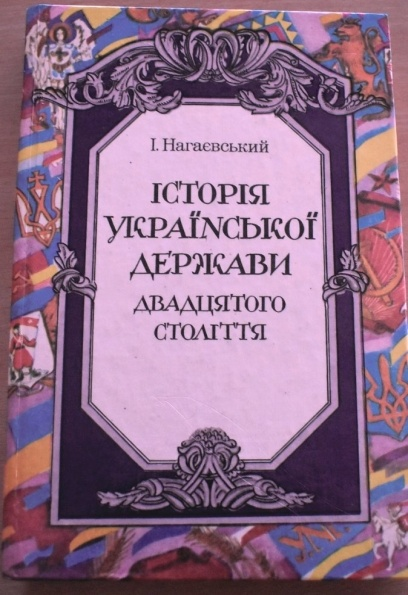 І. Нагаєвський
ІСТОРІЯ
УКРАЇНСЬКОЇ
ДЕРЖАВИ
ДВАДЦЯТОГО
СТОЛІТТЯ